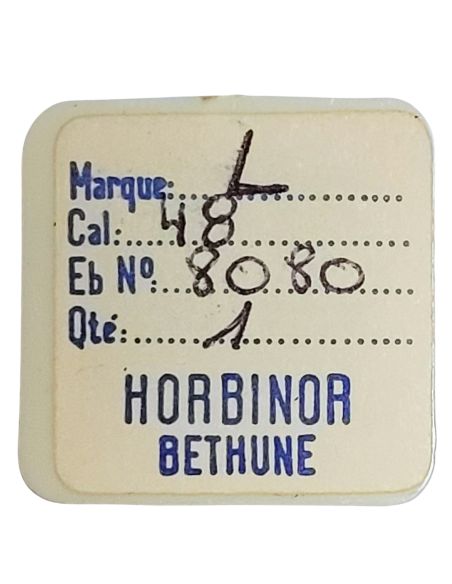 Marque: L
Cal: 48
Eb Nº: 8080
Qté: 1
HORBINOR
BETHUNE